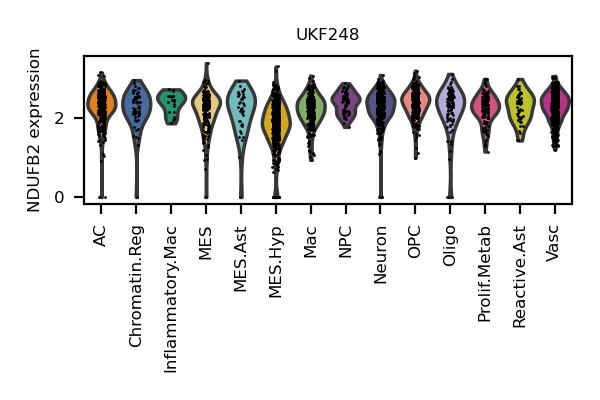 UKF248
NDUFB2 expression
2
0
AC
Chromatin.Reg
Inflammatory.Mac
MES
MES.Ast
MES.Hyp
Mac
NPC
Neuron
OPC
Oligo
Prolif.Metab
Reactive.Ast
Vasc